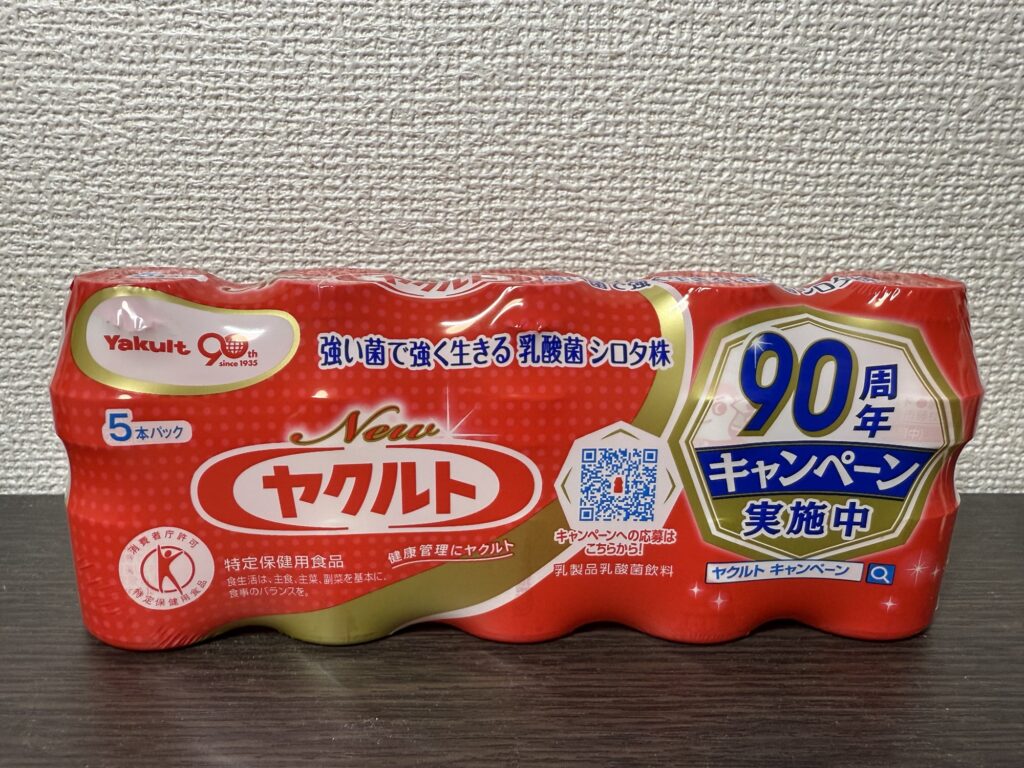 Yakult 90th
since 1935
5本パック
強い菌で強く生きる 乳酸菌 シロタ株
New
ヤクルト
健康管理にヤクルト
消費者庁許可
特定保健用食品
特定保健用食品
食生活は、主食、主菜、副菜を基本に、
食事のバランスを。
キャンペーンへの応募は
こちらから!
乳製品乳酸菌飲料
90周年
キャンペーン
実施中
ヤクルト キャンペーン